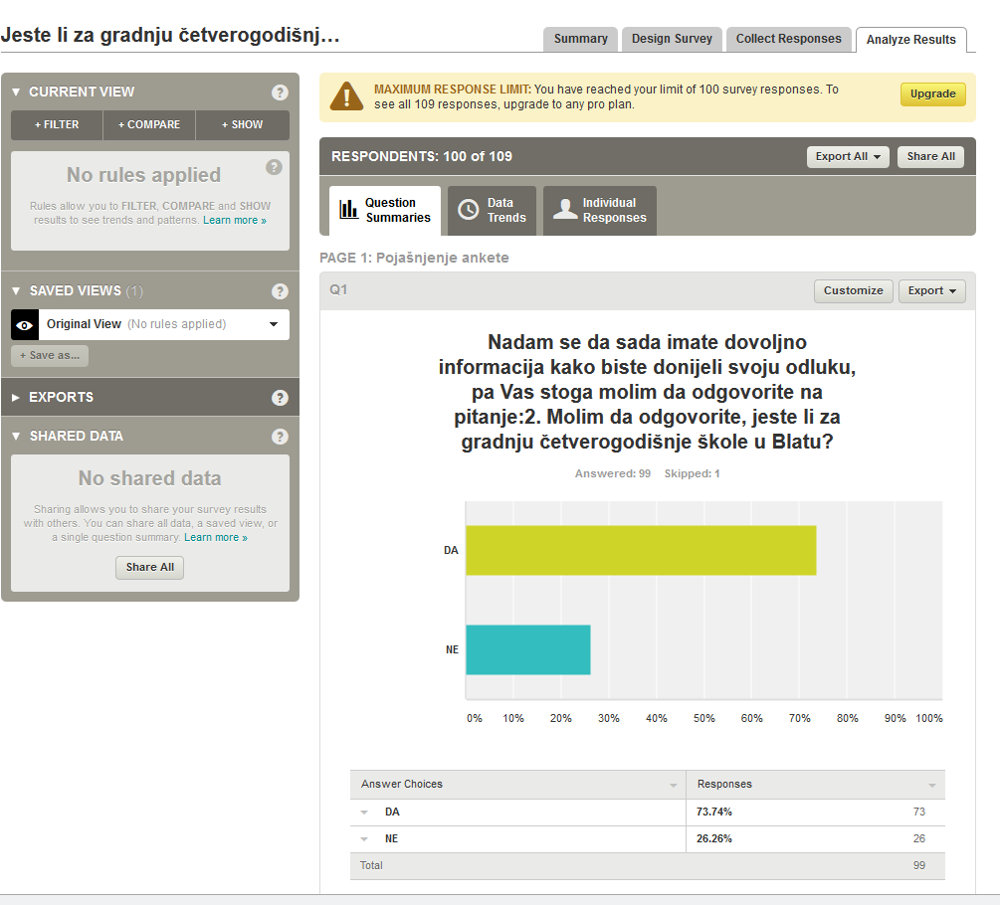 Jeste li za gradnju četverogodišnj...
Summary
Design Survey
Collect Responses
Analyze Results
▼ CURRENT VIEW
?
+ FILTER
+ COMPARE
+ SHOW
?
No rules applied
Rules allow you to FILTER, COMPARE and SHOW
results to see trends and patterns. Learn more »
▼ SAVED VIEWS (1)
?
Original View (No rules applied)
+ Save as...
► EXPORTS
?
▼ SHARED DATA
?
No shared data
Sharing allows you to share your survey results
with others. You can share all data, a saved view, or
a single question summary. Learn more »
Share All
MAXIMUM RESPONSE LIMIT: You have reached your limit of 100 survey responses. To
see all 109 responses, upgrade to any pro plan.
Upgrade
RESPONDENTS: 100 of 109
Export All
Share All
Question
Summaries
Data
Trends
Individual
Responses
PAGE 1: Pojašnjenje ankete
Q1
Customize
Export
Nadam se da sada imate dovoljno
informacija kako biste donijeli svoju odluku,
pa Vas stoga molim da odgovorite na
pitanje:2. Molim da odgovorite, jeste li za
gradnju četverogodišnje škole u Blatu?
Answered: 99 Skipped: 1
DA
NE
0% 10% 20% 30% 40% 50% 60% 70% 80% 90% 100%
Answer Choices Responses
DA 73.74% 73
NE 26.26% 26
Total 99